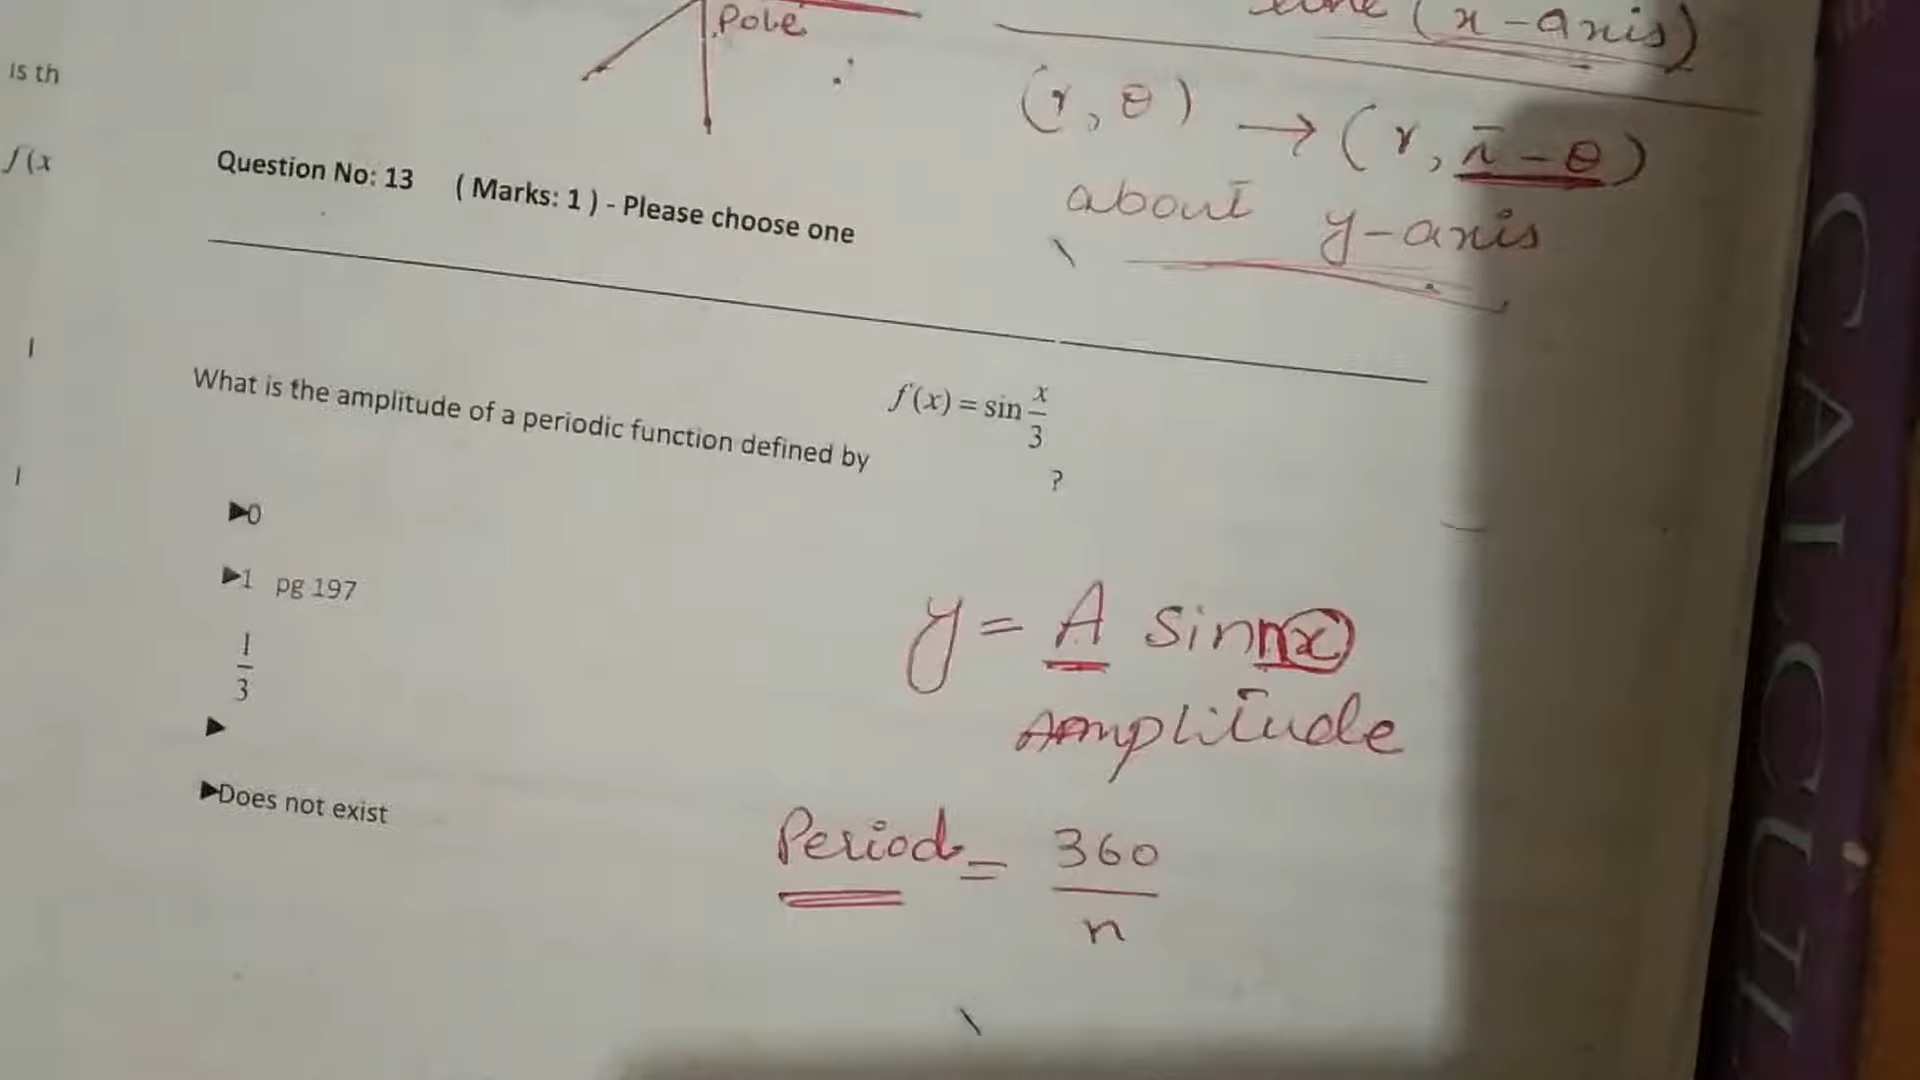 Pole
line (x-axis)
is th
(r, θ) → (r, π-θ)
f(x
Question No: 13 ( Marks: 1 ) - Please choose one
about y-axis
What is the amplitude of a periodic function defined by f(x) = sin x/3 ?
►0
►1 pg 197
1/3
►
►Does not exist
y = A sin nx
Amplitude
Period = 360/n
CALCU